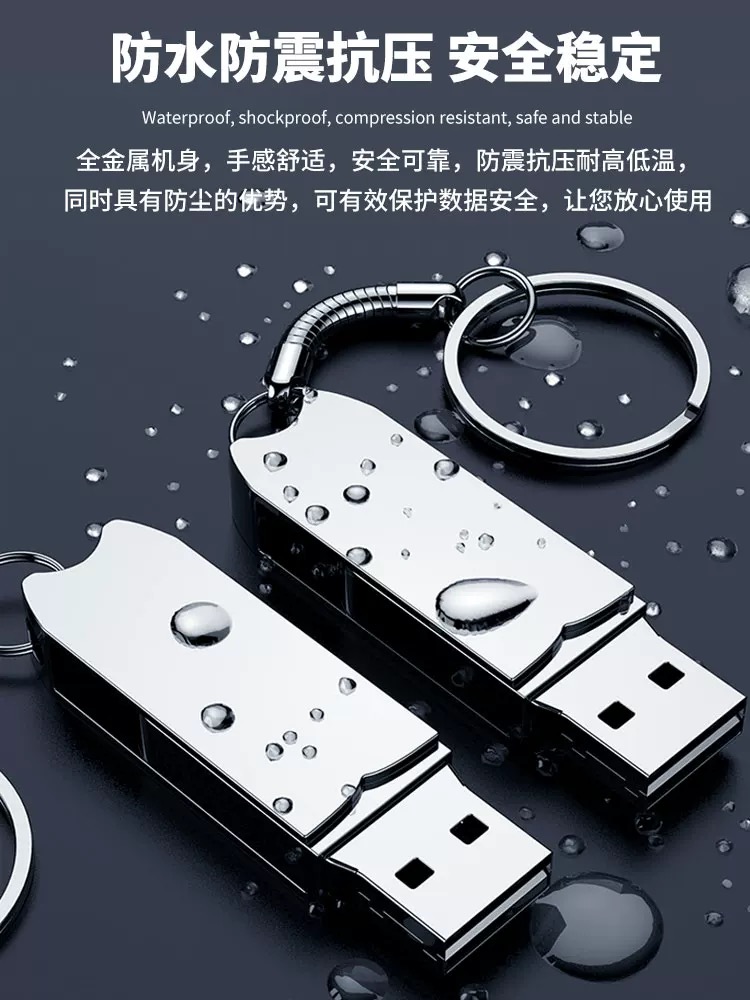 防水防震抗压 安全稳定
Waterproof, shockproof, compression resistant, safe and stable
全金属机身，手感舒适，安全可靠，防震抗压耐高低温，
同时具有防尘的优势，可有效保护数据安全，让您放心使用